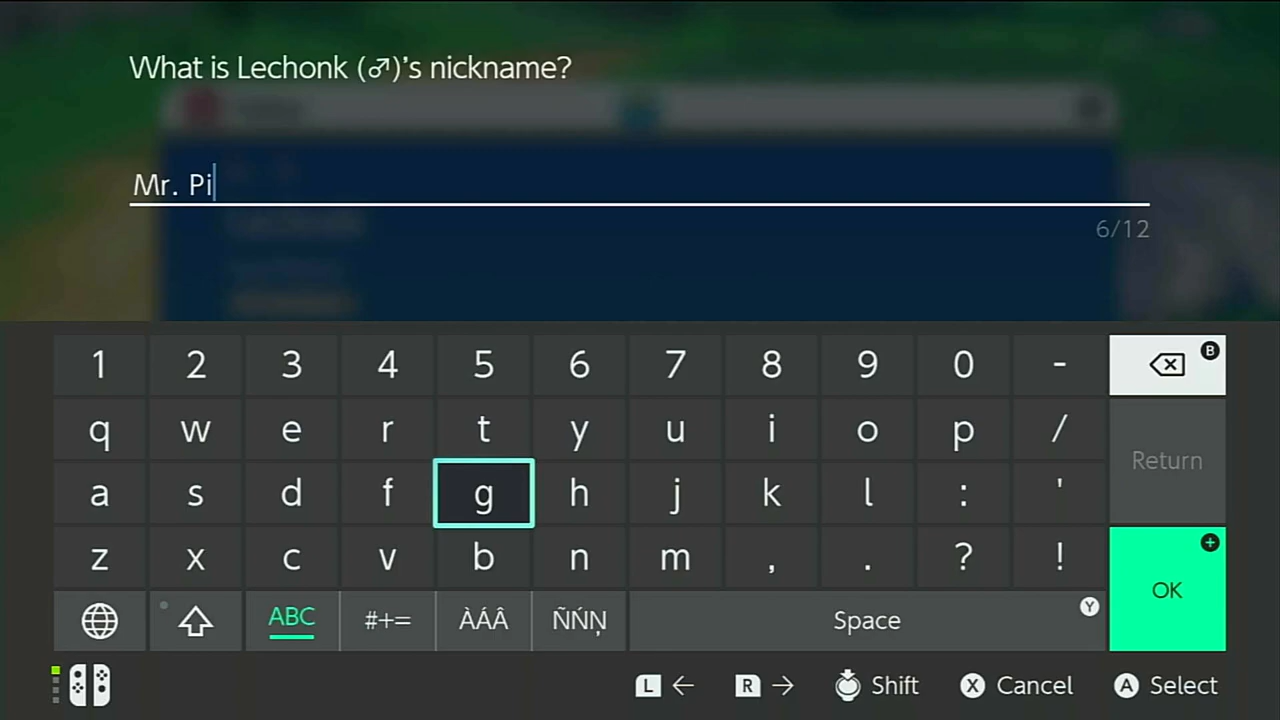 What is Lechonk (♂)'s nickname?
Mr. Pi
6/12
1 2 3 4 5 6 7 8 9 0 - B
q w e r t y u i o p /
Return
a s d f g h j k l : '
z x c v b n m , . ? ! +
OK
ABC #+= ÀÁÂ ÑŃŅ Space Y
L ← R → Shift X Cancel A Select